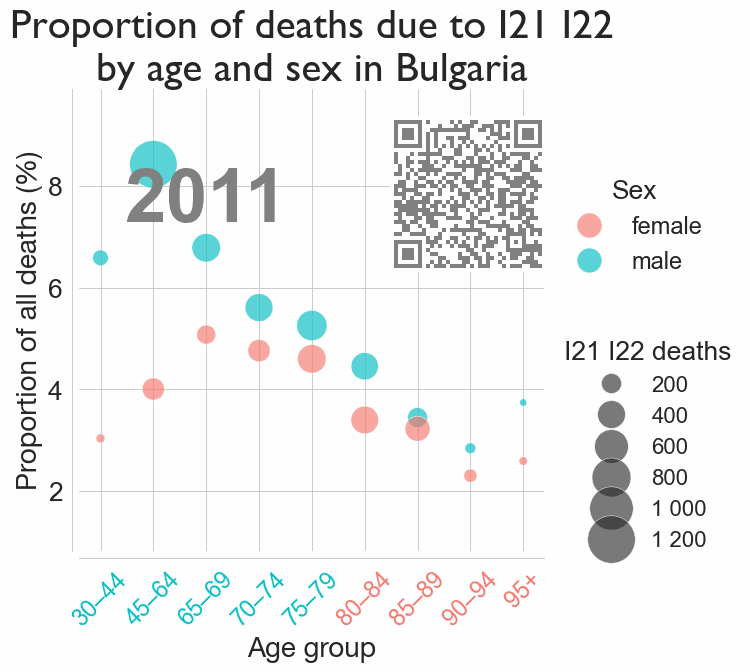 Proportion of deaths due to I21 I22
by age and sex in Bulgaria
2011
Proportion of all deaths (%)
8
6
4
2
30–44
45–64
65–69
70–74
75–79
80–84
85–89
90–94
95+
Age group
Sex
female
male
I21 I22 deaths
200
400
600
800
1 000
1 200